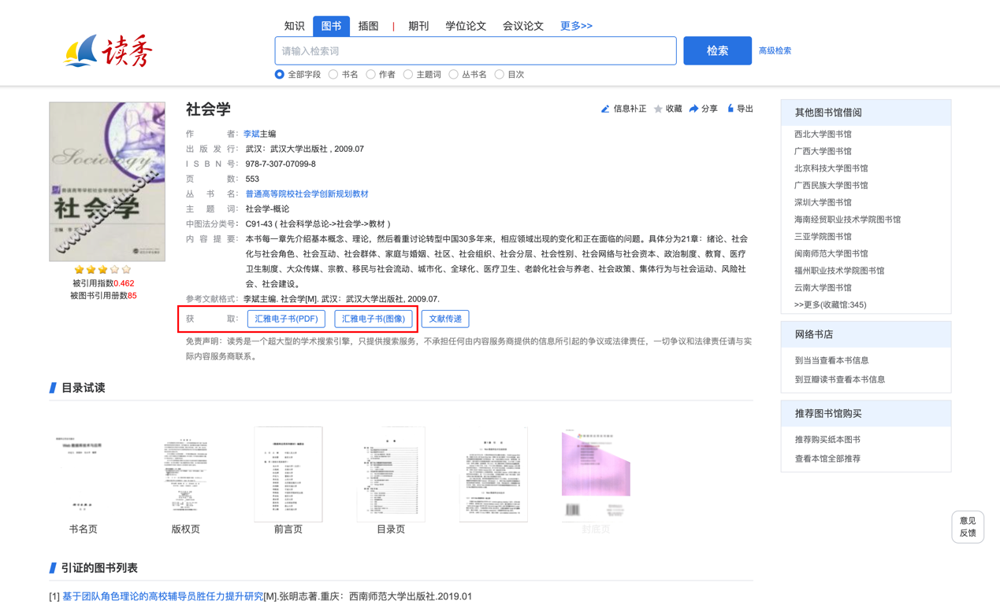 知识 图书 插图 | 期刊 学位论文 会议论文 更多>>
读秀
请输入检索词 检索 高级检索
全部字段 书名 作者 主题词 丛书名 目次
社会学
信息补正 收藏 分享 导出
Sociology
社会学
www.duxiu.com
作者：李斌主编
出版发行：武汉：武汉大学出版社 , 2009.07
ISBN号：978-7-307-07099-8
页数：553
丛书名：普通高等院校社会学创新规划教材
主题词：社会学-概论
中图法分类号：C91-43 ( 社会科学总论->社会学->教材 )
内容提要：本书每一章先介绍基本概念、理论，然后着重讨论转型中国30多年来，相应领域出现的变化和正在面临的问题。具体分为21章：绪论、社会
化与社会角色、社会互动、社会群体、家庭与婚姻、社区、社会组织、社会分层、社会性别、社会网络与社会资本、政治制度、教育、医疗
卫生制度、大众传媒、宗教、移民与社会流动、城市化、全球化、医疗卫生、老龄化社会与养老、社会政策、集体行为与社会运动、风险社
会、社会建设。
被引用指数0.462
被图书引用册数85
参考文献格式：李斌主编. 社会学[M]. 武汉：武汉大学出版社, 2009.07.
获取：汇雅电子书(PDF) 汇雅电子书(图像) 文献传递
免责声明：读秀是一个超大型的学术搜索引擎，只提供搜索服务，不承担任何由内容服务商提供的信息所引起的争议或法律责任，一切争议和法律责任请与实
际内容服务商联系。
其他图书馆借阅
西北大学图书馆
广西大学图书馆
北京科技大学图书馆
广西民族大学图书馆
深圳大学图书馆
海南经贸职业技术学院图书馆
三亚学院图书馆
闽南师范大学图书馆
福州职业技术学院图书馆
云南大学图书馆
>>更多(收藏馆:345)
网络书店
到当当查看本书信息
到豆瓣读书查看本书信息
推荐图书馆购买
推荐购买纸本图书
查看本馆全部推荐
目录试读
书名页 版权页 前言页 目录页 封底页
意见
反馈
引证的图书列表
[1] 基于团队角色理论的高校辅导员胜任力提升研究[M].张明志著.重庆：西南师范大学出版社.2019.01